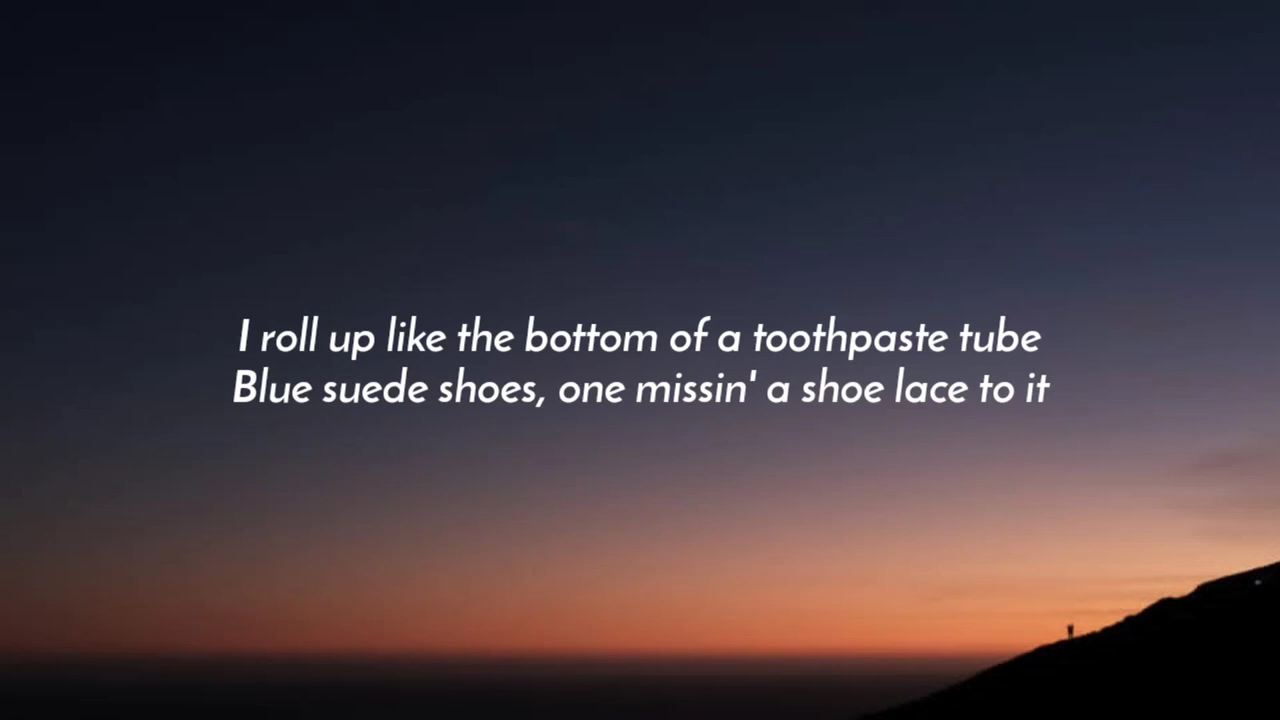 I roll up like the bottom of a toothpaste tube
Blue suede shoes, one missin' a shoe lace to it